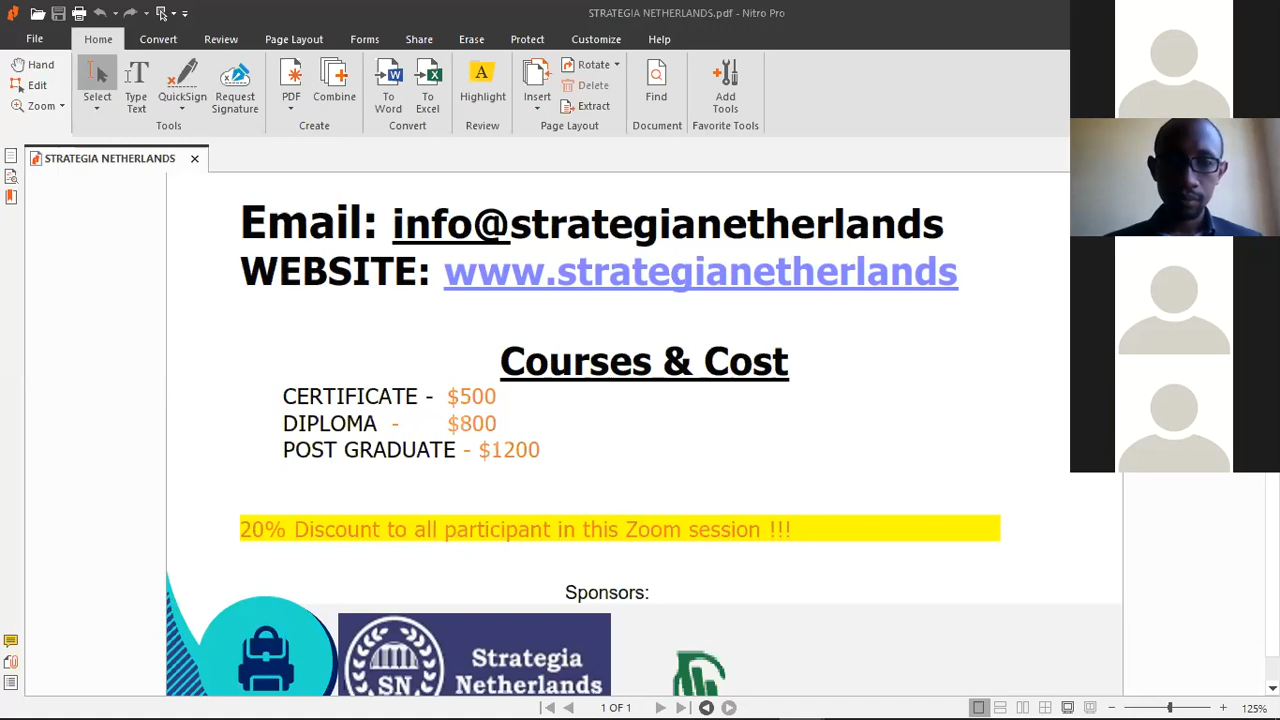 STRATEGIA NETHERLANDS.pdf - Nitro Pro
File Home Convert Review Page Layout Forms Share Erase Protect Customize Help
Hand
Edit
Zoom
Select
Type Text
QuickSign
Request Signature
Tools
PDF
Combine
Create
To Word
To Excel
Convert
Highlight
Review
Insert
Rotate
Delete
Extract
Page Layout
Find
Document
Add Tools
Favorite Tools
STRATEGIA NETHERLANDS
Email: info@strategianetherlands
WEBSITE: www.strategianetherlands
Courses & Cost
CERTIFICATE - $500
DIPLOMA - $800
POST GRADUATE - $1200
20% Discount to all participant in this Zoom session !!!
Sponsors:
SN
Strategia
Netherlands
1 OF 1
125%